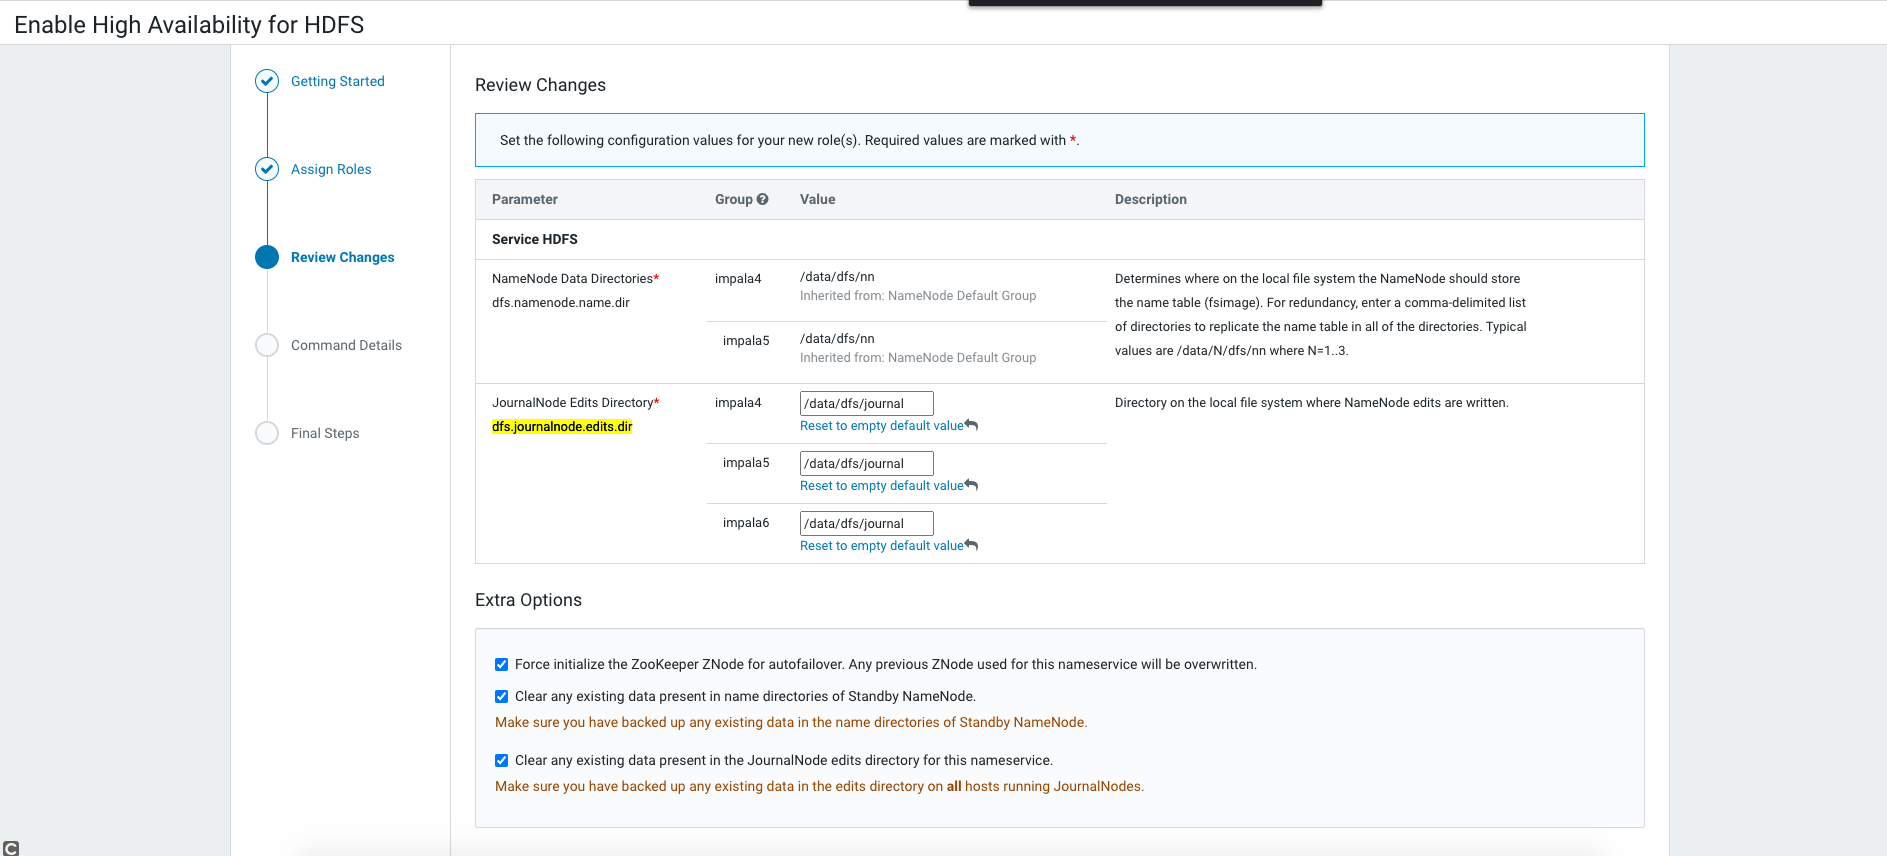 Enable High Availability for HDFS
Getting Started
Assign Roles
Review Changes
Command Details
Final Steps
Review Changes
Set the following configuration values for your new role(s). Required values are marked with *.
Parameter Group Value Description
Service HDFS
NameNode Data Directories*
dfs.namenode.name.dir
impala4
/data/dfs/nn
Inherited from: NameNode Default Group
impala5
/data/dfs/nn
Inherited from: NameNode Default Group
Determines where on the local file system the NameNode should store
the name table (fsimage). For redundancy, enter a comma-delimited list
of directories to replicate the name table in all of the directories. Typical
values are /data/N/dfs/nn where N=1..3.
JournalNode Edits Directory*
dfs.journalnode.edits.dir
impala4
/data/dfs/journal
Reset to empty default value
impala5
/data/dfs/journal
Reset to empty default value
impala6
/data/dfs/journal
Reset to empty default value
Directory on the local file system where NameNode edits are written.
Extra Options
Force initialize the ZooKeeper ZNode for autofailover. Any previous ZNode used for this nameservice will be overwritten.
Clear any existing data present in name directories of Standby NameNode.
Make sure you have backed up any existing data in the name directories of Standby NameNode.
Clear any existing data present in the JournalNode edits directory for this nameservice.
Make sure you have backed up any existing data in the edits directory on all hosts running JournalNodes.